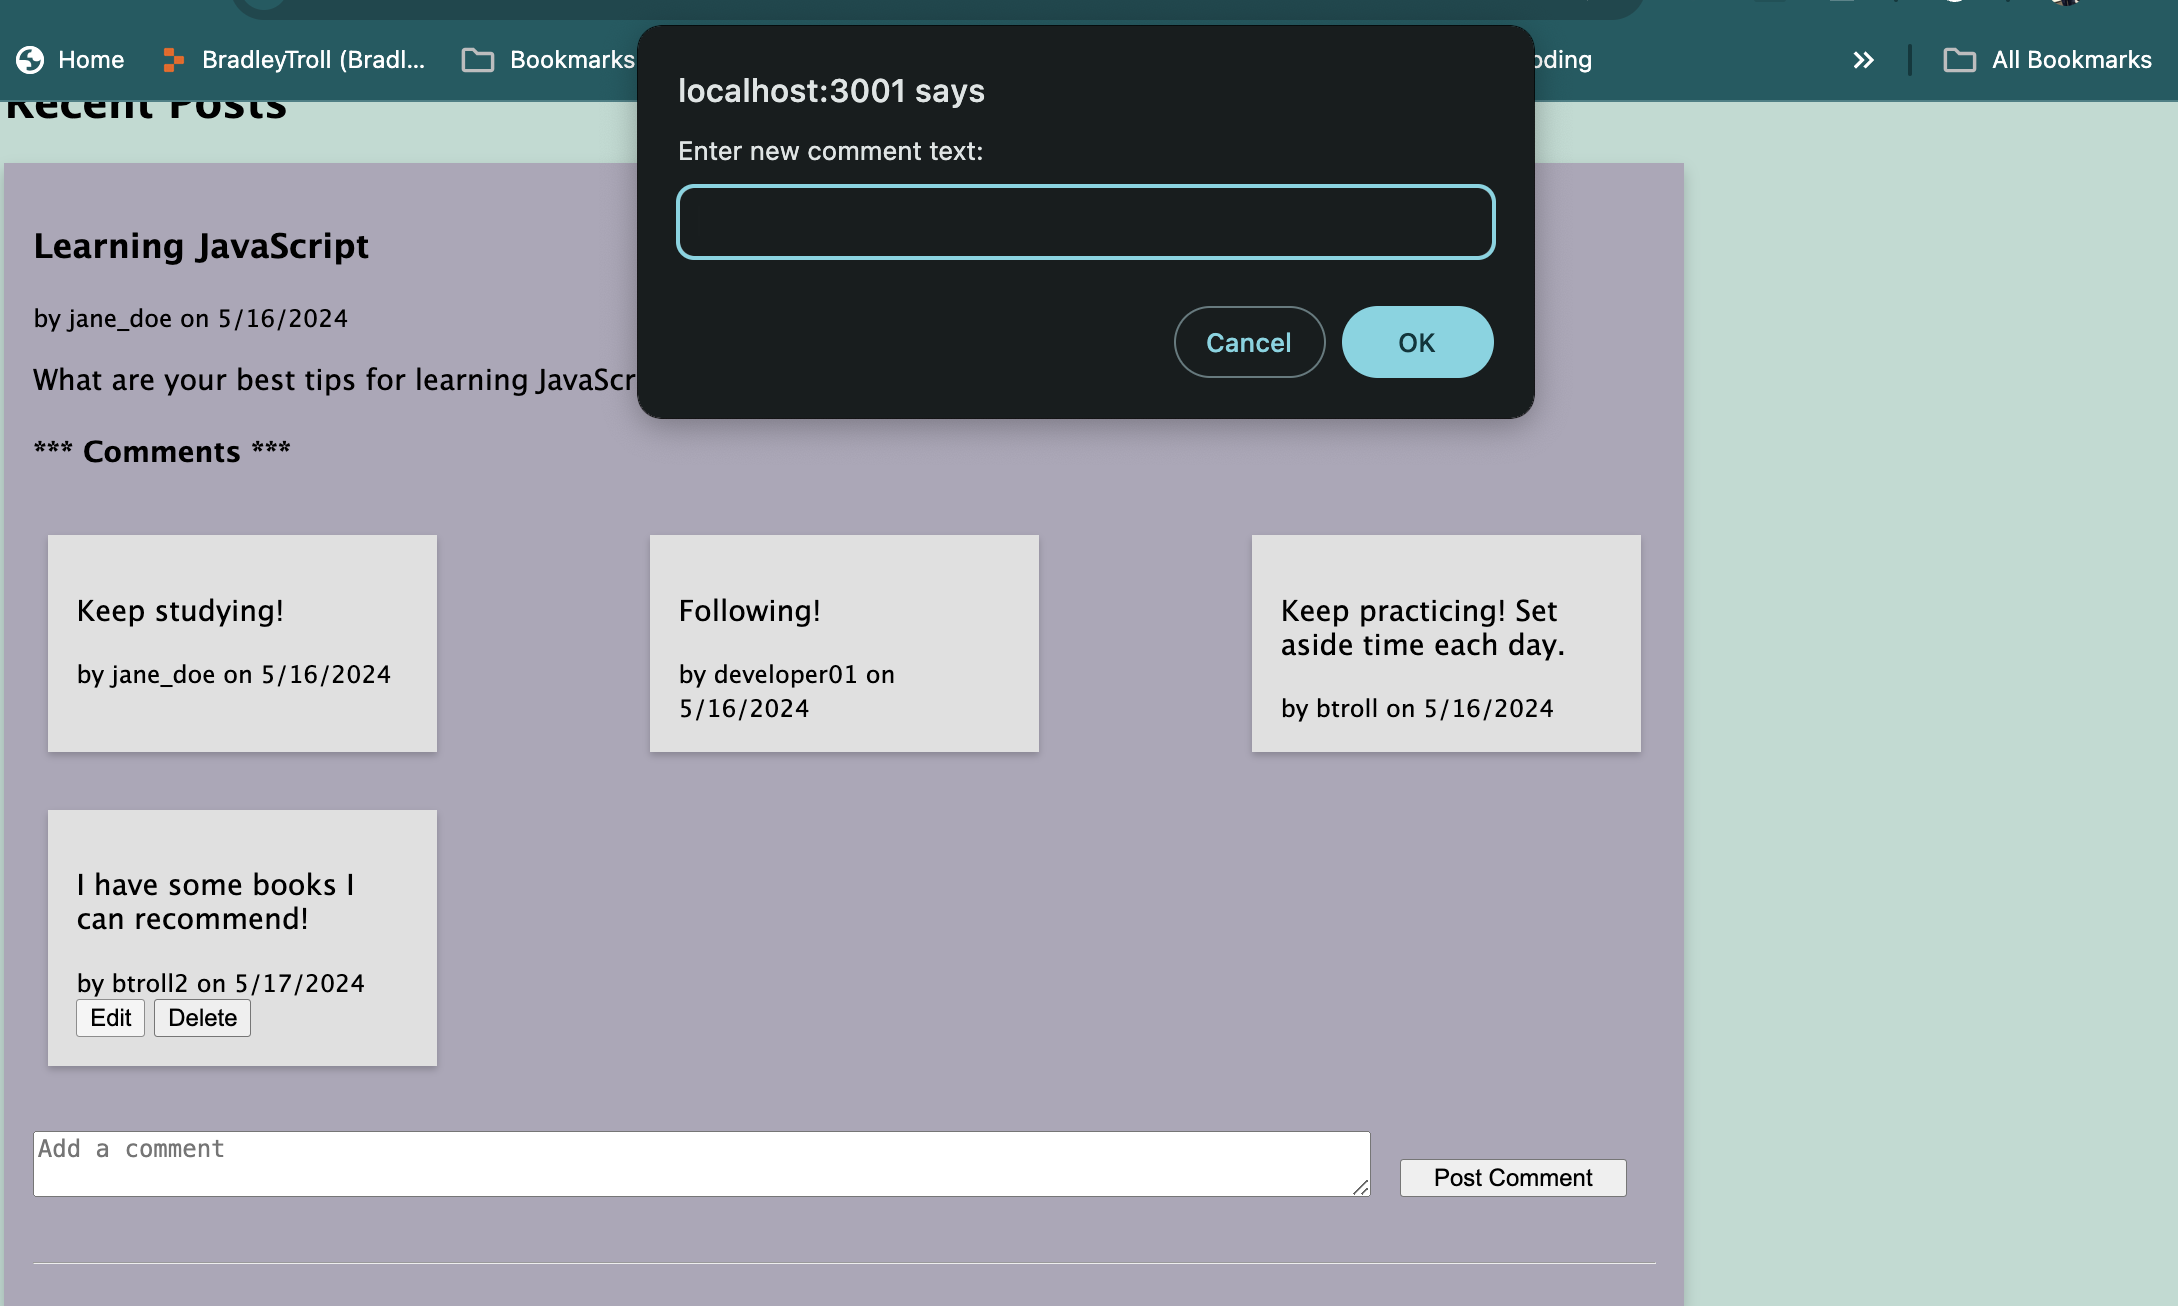 Home BradleyTroll (Bradl... Bookmarks oding All Bookmarks
Recent Posts
localhost:3001 says
Enter new comment text:
Cancel OK
Learning JavaScript
by jane_doe on 5/16/2024
What are your best tips for learning JavaScr
*** Comments ***
Keep studying!
by jane_doe on 5/16/2024
Following!
by developer01 on
5/16/2024
Keep practicing! Set
aside time each day.
by btroll on 5/16/2024
I have some books I
can recommend!
by btroll2 on 5/17/2024
Edit Delete
Add a comment
Post Comment